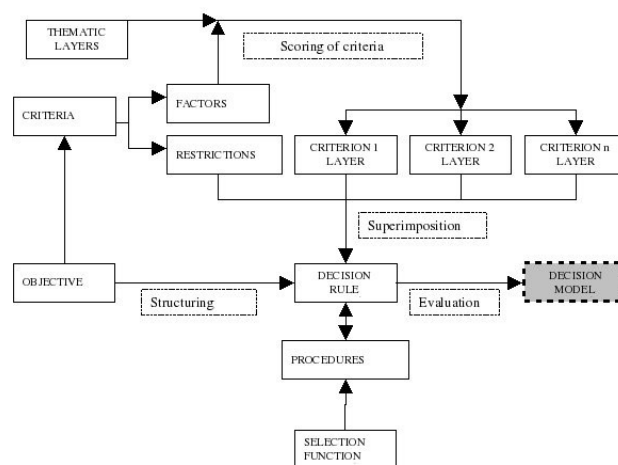 THEMATIC
LAYERS
Scoring of criteria
FACTORS
CRITERIA
RESTRICTIONS
CRITERION 1
LAYER
CRITERION 2
LAYER
CRITERION n
LAYER
Superimposition
OBJECTIVE
Structuring
DECISION
RULE
Evaluation
DECISION
MODEL
PROCEDURES
SELECTION
FUNCTION